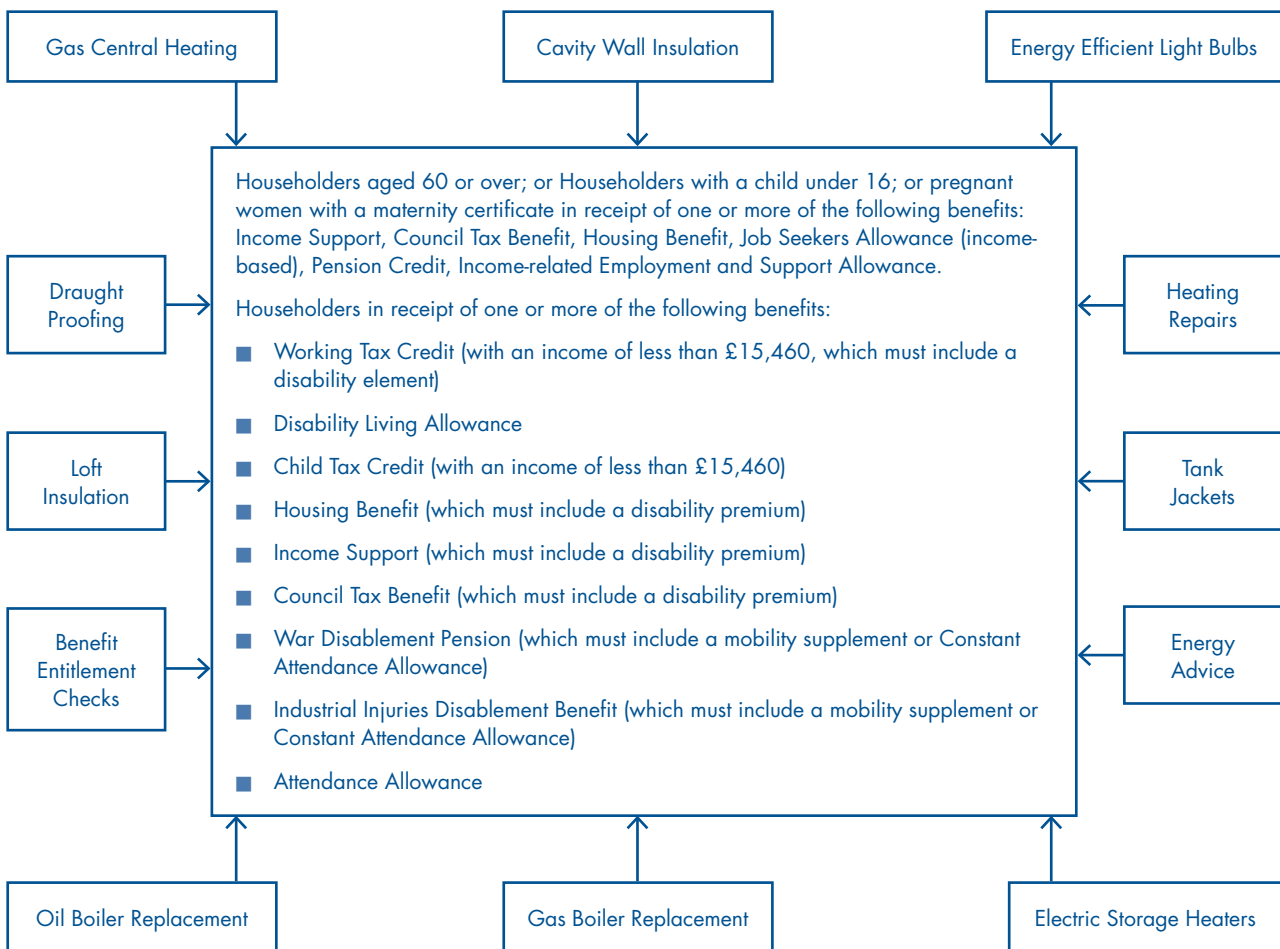 Gas Central Heating
Cavity Wall Insulation
Energy Efficient Light Bulbs
Householders aged 60 or over; or Householders with a child under 16; or pregnant
women with a maternity certificate in receipt of one or more of the following benefits:
Income Support, Council Tax Benefit, Housing Benefit, Job Seekers Allowance (income-
based), Pension Credit, Income-related Employment and Support Allowance.
Householders in receipt of one or more of the following benefits:
■ Working Tax Credit (with an income of less than £15,460, which must include a
disability element)
■ Disability Living Allowance
■ Child Tax Credit (with an income of less than £15,460)
■ Housing Benefit (which must include a disability premium)
■ Income Support (which must include a disability premium)
■ Council Tax Benefit (which must include a disability premium)
■ War Disablement Pension (which must include a mobility supplement or Constant
Attendance Allowance)
■ Industrial Injuries Disablement Benefit (which must include a mobility supplement or
Constant Attendance Allowance)
■ Attendance Allowance
Draught
Proofing
Loft
Insulation
Benefit
Entitlement
Checks
Heating
Repairs
Tank
Jackets
Energy
Advice
Oil Boiler Replacement
Gas Boiler Replacement
Electric Storage Heaters